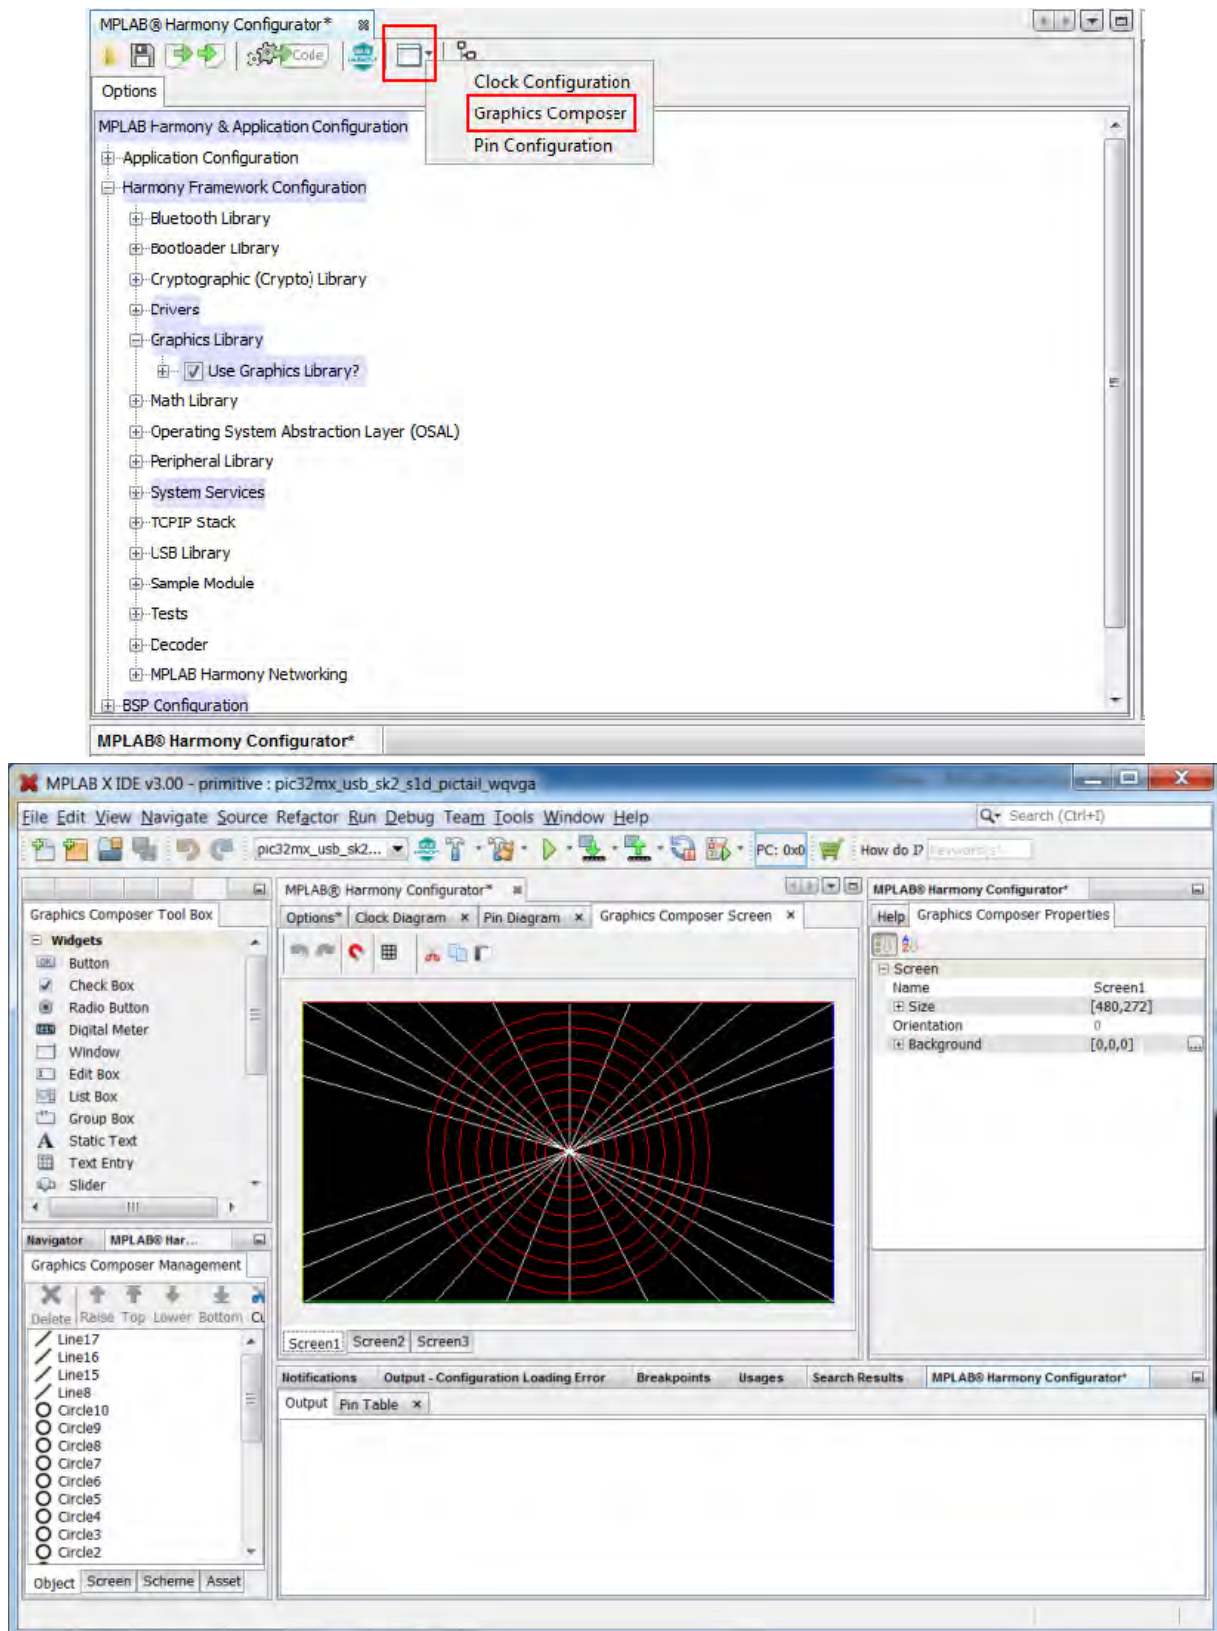 MPLAB® Harmony Configurator*
Code
Clock Configuration
Graphics Composer
Pin Configuration
Options
MPLAB Harmony & Application Configuration
Application Configuration
Harmony Framework Configuration
Bluetooth Library
Bootloader Library
Cryptographic (Crypto) Library
Drivers
Graphics Library
Use Graphics Library?
Math Library
Operating System Abstraction Layer (OSAL)
Peripheral Library
System Services
TCPIP Stack
USB Library
Sample Module
Tests
Decoder
MPLAB Harmony Networking
BSP Configuration
MPLAB® Harmony Configurator*
MPLAB X IDE v3.00 - primitive : pic32mx_usb_sk2_s1d_pictail_wqvga
File Edit View Navigate Source Refactor Run Debug Team Tools Window Help
Search (Ctrl+I)
pic32mx_usb_sk2...
PC: 0x0
How do I?
Graphics Composer Tool Box
Widgets
Button
Check Box
Radio Button
Digital Meter
Window
Edit Box
List Box
Group Box
Static Text
Text Entry
Slider
Navigator MPLAB® Har...
Graphics Composer Management
Delete Raise Top Lower Bottom Cu
Line17
Line16
Line15
Line8
Circle10
Circle9
Circle8
Circle7
Circle6
Circle5
Circle4
Circle3
Circle2
Object Screen Scheme Asset
MPLAB® Harmony Configurator*
Options* Clock Diagram Pin Diagram Graphics Composer Screen
Screen1 Screen2 Screen3
MPLAB® Harmony Configurator*
Help Graphics Composer Properties
Screen
Name Screen1
Size [480,272]
Orientation 0
Background [0,0,0] ...
Notifications Output - Configuration Loading Error Breakpoints Usages Search Results MPLAB® Harmony Configurator*
Output Pin Table